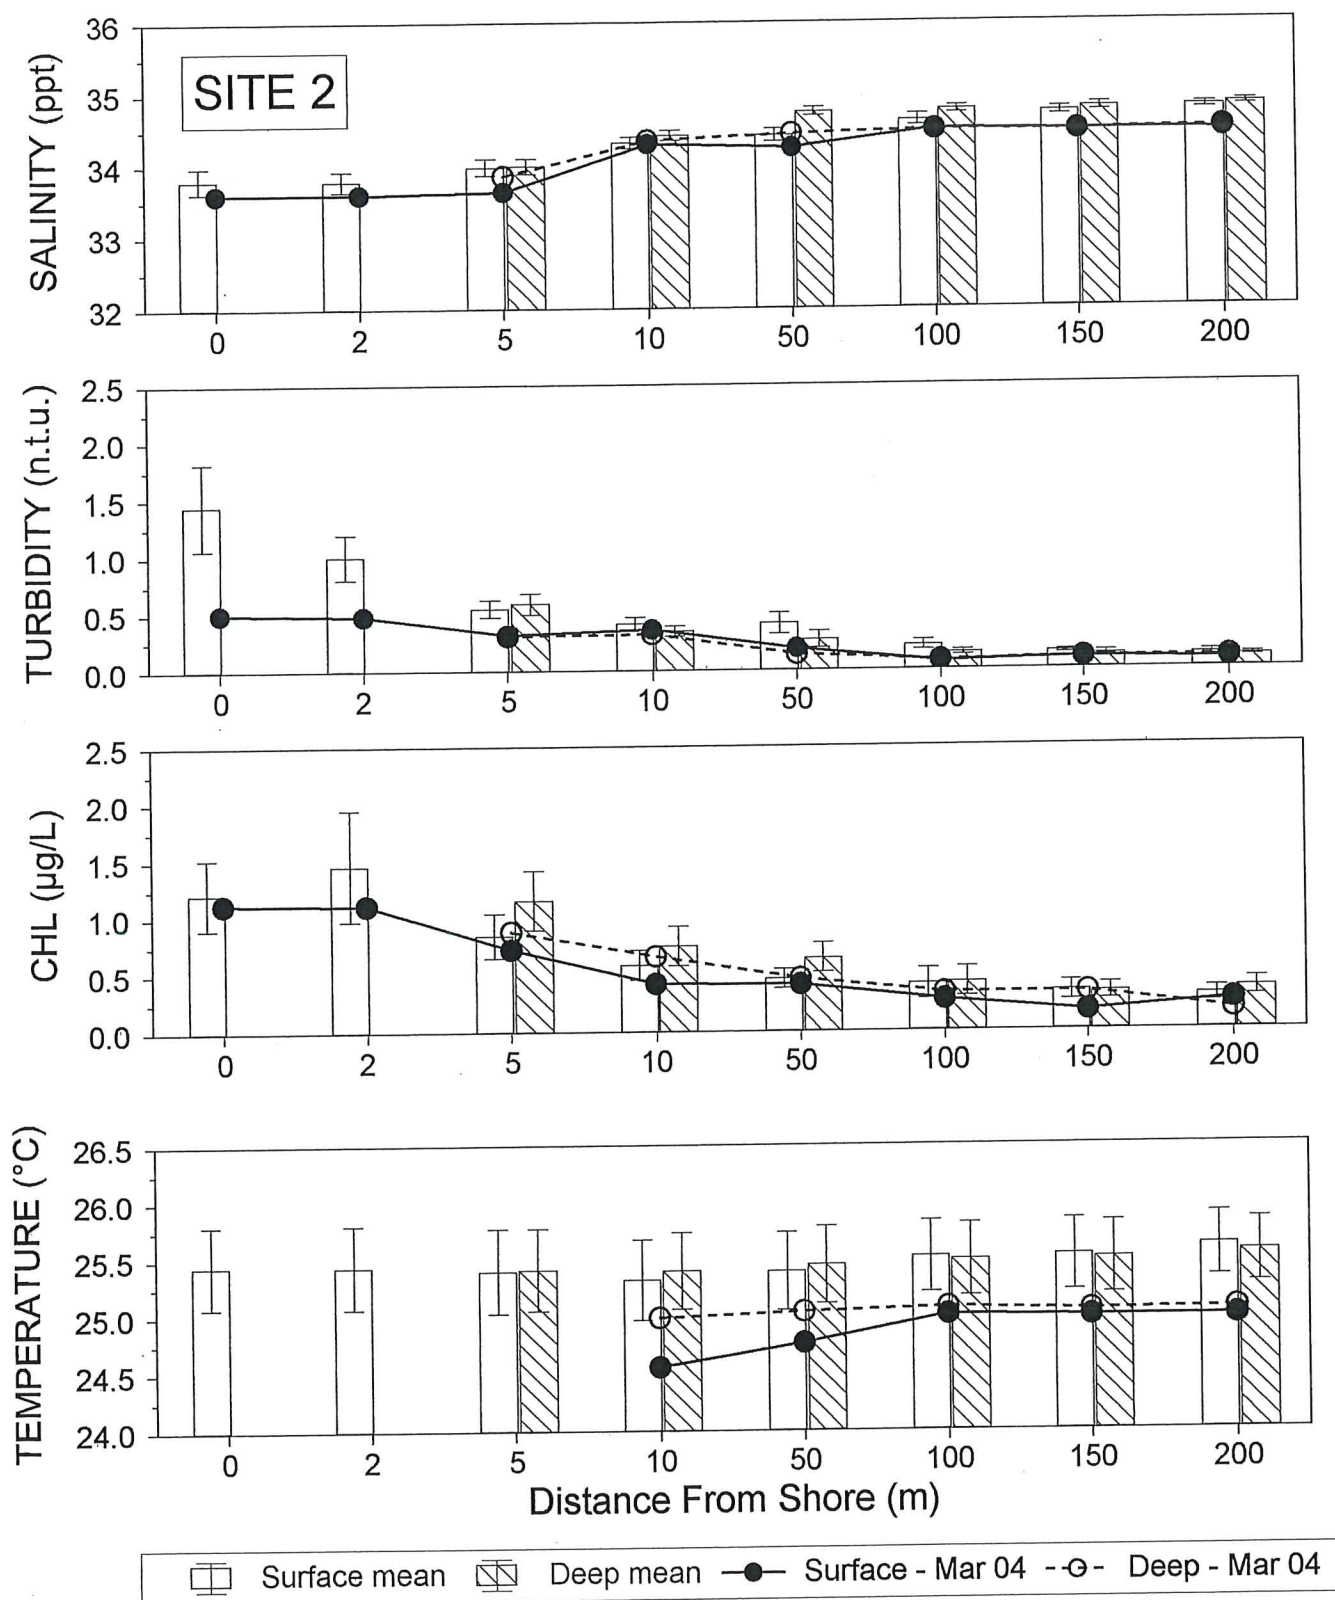 SITE 2
SALINITY (ppt)
36
35
34
33
32
0 2 5 10 50 100 150 200
TURBIDITY (n.t.u.)
2.5
2.0
1.5
1.0
0.5
0.0
0 2 5 10 50 100 150 200
CHL (µg/L)
2.5
2.0
1.5
1.0
0.5
0.0
0 2 5 10 50 100 150 200
TEMPERATURE (°C)
26.5
26.0
25.5
25.0
24.5
24.0
0 2 5 10 50 100 150 200
Distance From Shore (m)
Surface mean Deep mean Surface - Mar 04 Deep - Mar 04